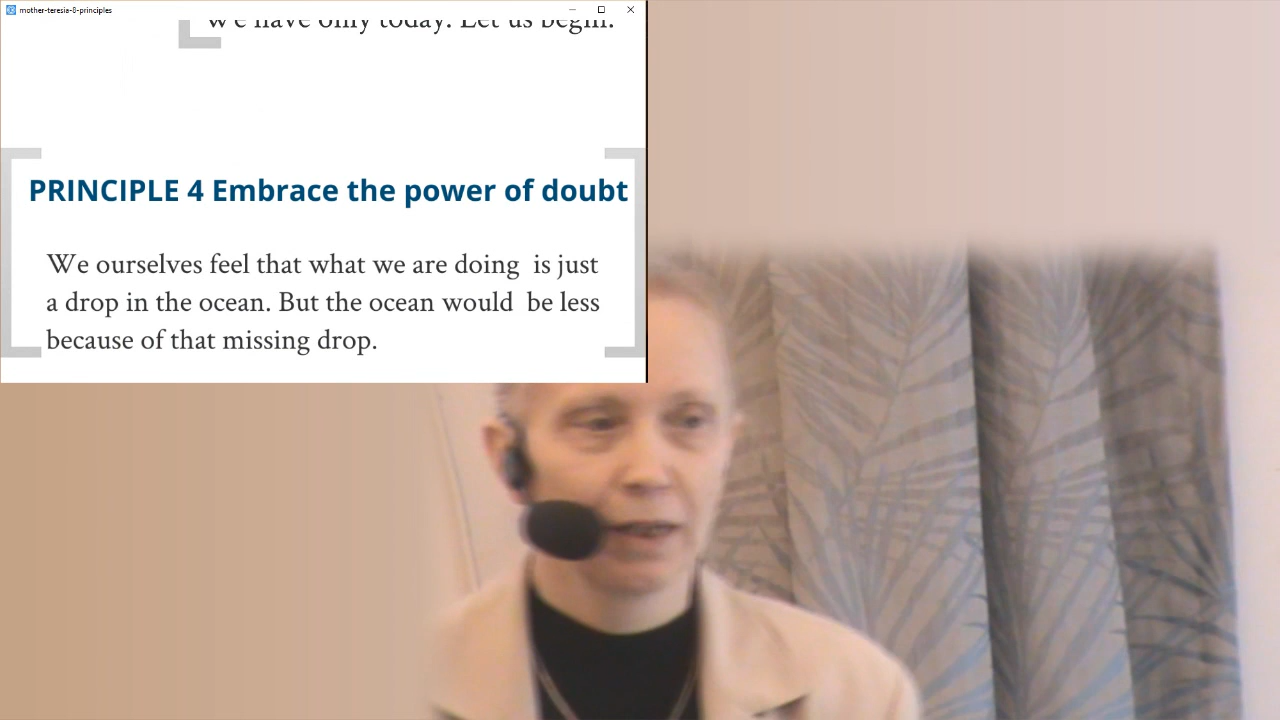 mother-teresia-8-principles
We have only today. Let us begin.
PRINCIPLE 4 Embrace the power of doubt
We ourselves feel that what we are doing  is just
a drop in the ocean. But the ocean would  be less
because of that missing drop.